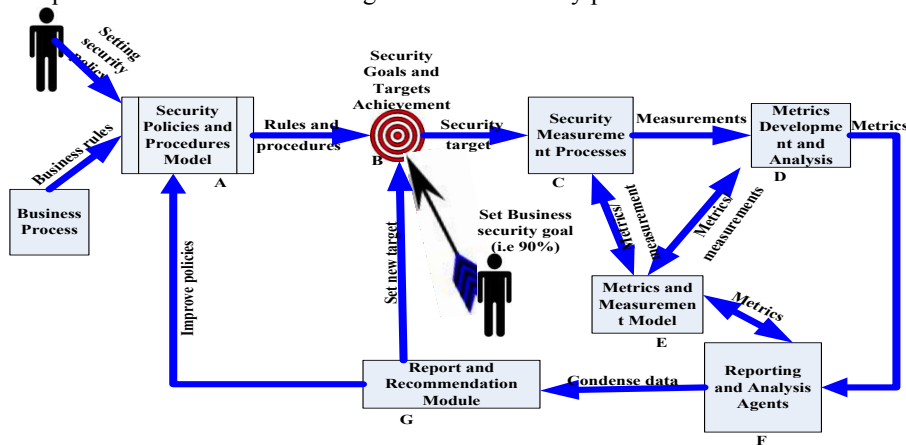 Setting
security
policy
Business rules
Business
Process
Security
Policies and
Procedures
Model
A
Rules and
procedures
Security
Goals and
Targets
Achievement
B
Security
target
Security
Measureme
nt Processes
C
Measurements
Metrics
Developme
nt and
Analysis
D
Metrics
Metrics/
measurement
Metrics/
measurements
Set Business
security goal
(i.e 90%)
Metrics and
Measuremen
t Model
E
Metrics
Reporting
and Analysis
Agents
F
Condense data
Report and
Recommendation
Module
G
Set new target
Improve policies